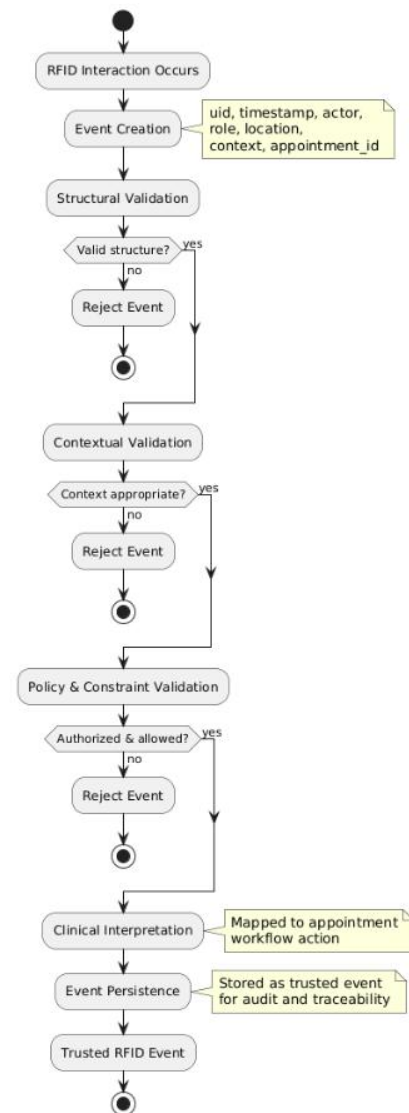 RFID Interaction Occurs
Event Creation
uid, timestamp, actor,
role, location,
context, appointment_id
Structural Validation
Valid structure?
yes
no
Reject Event
Contextual Validation
Context appropriate?
yes
no
Reject Event
Policy & Constraint Validation
Authorized & allowed?
yes
no
Reject Event
Clinical Interpretation
Mapped to appointment
workflow action
Event Persistence
Stored as trusted event
for audit and traceability
Trusted RFID Event